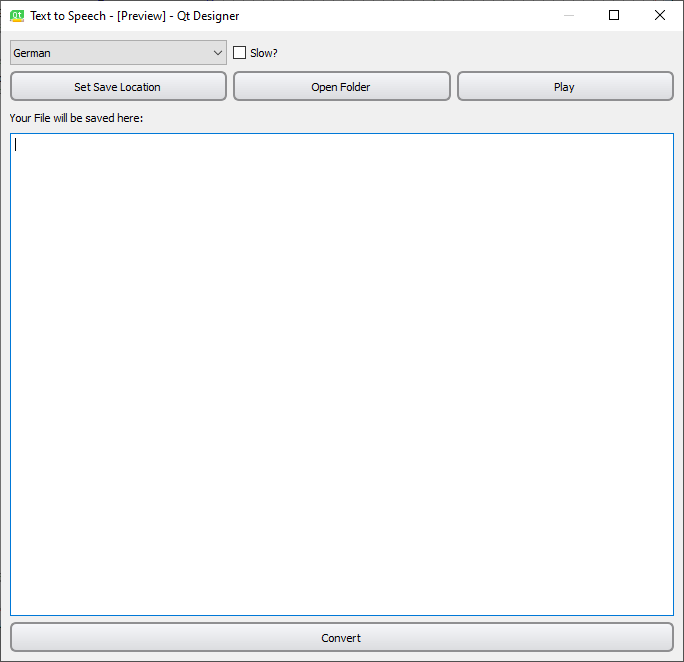 Qt Text to Speech - [Preview] - Qt Designer
German Slow?
Set Save Location Open Folder Play
Your File will be saved here:
Convert